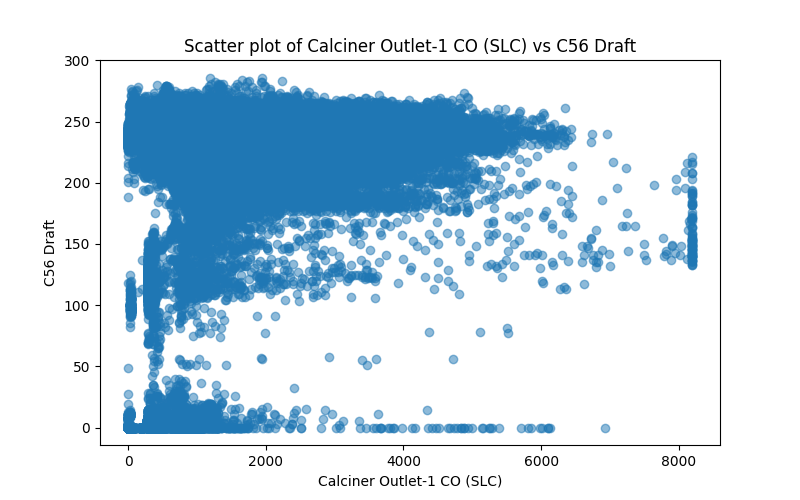 Scatter plot of Calciner Outlet-1 CO (SLC) vs C56 Draft
300
250
200
150
100
50
0
C56 Draft
0 2000 4000 6000 8000
Calciner Outlet-1 CO (SLC)